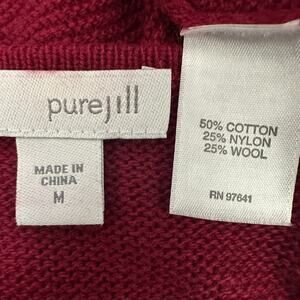 purejill
MADE IN
CHINA
M
50% COTTON
25% NYLON
25% WOOL
RN 97641